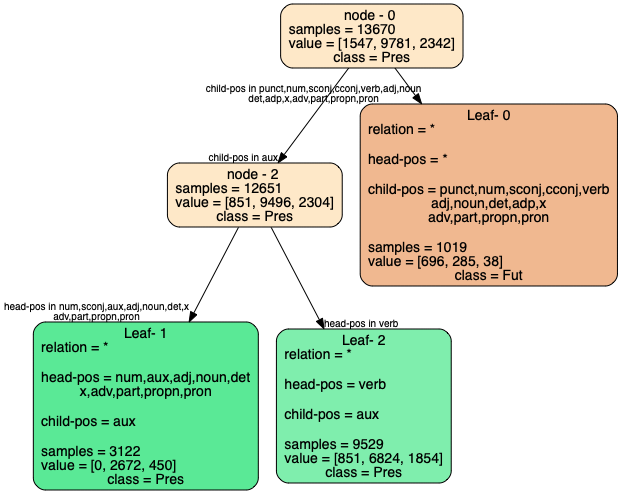 node - 0
samples = 13670
value = [1547, 9781, 2342]
class = Pres
child-pos in punct,num,sconj,cconj,verb,adj,noun
det,adp,x,adv,part,propn,pron
Leaf- 0
relation = *
head-pos = *
child-pos = punct,num,sconj,cconj,verb
adj,noun,det,adp,x
adv,part,propn,pron
samples = 1019
value = [696, 285, 38]
class = Fut
child-pos in aux
node - 2
samples = 12651
value = [851, 9496, 2304]
class = Pres
head-pos in num,sconj,aux,adj,noun,det,x
adv,part,propn,pron
Leaf- 1
relation = *
head-pos = num,aux,adj,noun,det
x,adv,part,propn,pron
child-pos = aux
samples = 3122
value = [0, 2672, 450]
class = Pres
head-pos in verb
Leaf- 2
relation = *
head-pos = verb
child-pos = aux
samples = 9529
value = [851, 6824, 1854]
class = Pres